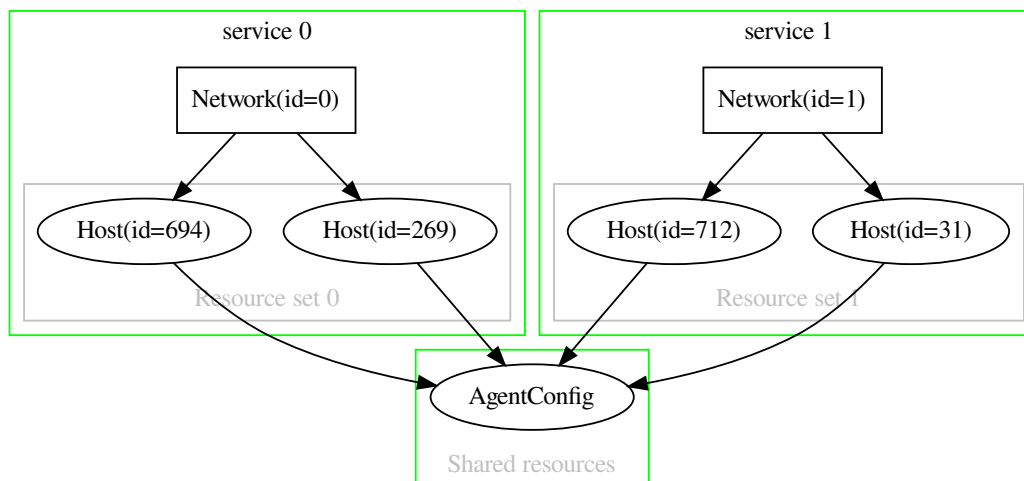 service 0
service 1
Network(id=0)
Network(id=1)
Host(id=694)
Host(id=269)
Host(id=712)
Host(id=31)
Resource set 0
Resource set 1
AgentConfig
Shared resources